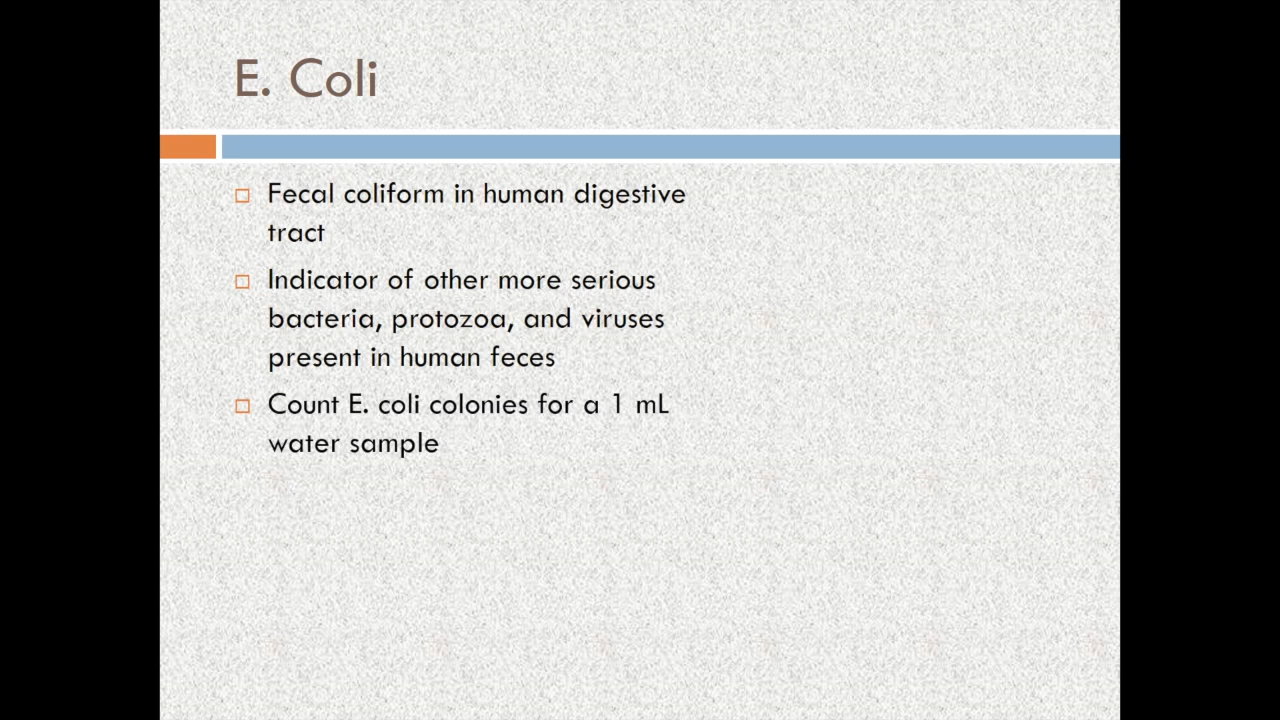 E. Coli
Fecal coliform in human digestive
tract
Indicator of other more serious
bacteria, protozoa, and viruses
present in human feces
Count E. coli colonies for a 1 mL
water sample